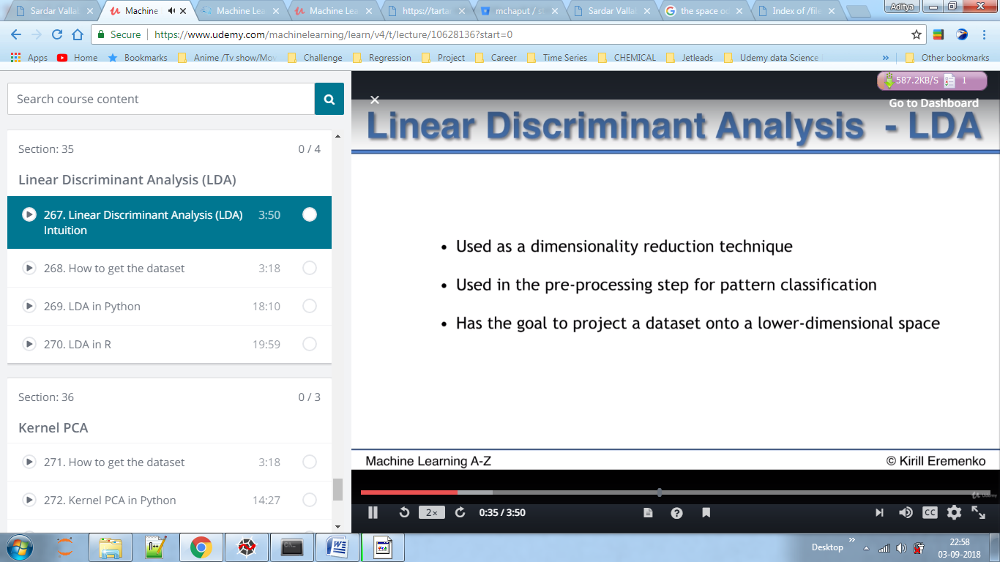 Aditya
Sardar Vallal
Machine
Machine Lea
Machine Lea
https://tarta
mchaput / 
Sardar Vallal
the space oc
Index of /file
Secure
https://www.udemy.com/machinelearning/learn/v4/t/lecture/10628136?start=0
Apps
Home
Bookmarks
Anime /Tv show/Mov
Challenge
Regression
Project
Career
Time Series
CHEMICAL
Jetleads
Udemy data Science
»
Other bookmarks
Search course content
Section: 35
0 / 4
Linear Discriminant Analysis (LDA)
267. Linear Discriminant Analysis (LDA)
3:50
Intuition
268. How to get the dataset
3:18
269. LDA in Python
18:10
270. LDA in R
19:59
Section: 36
0 / 3
Kernel PCA
271. How to get the dataset
3:18
272. Kernel PCA in Python
14:27
587.2KB/S
1
Go to Dashboard
Linear Discriminant Analysis - LDA
• Used as a dimensionality reduction technique
• Used in the pre-processing step for pattern classification
• Has the goal to project a dataset onto a lower-dimensional space
Machine Learning A-Z
© Kirill Eremenko
Udemy
2×
0:35 / 3:50
CC
Desktop
»
22:58
03-09-2018